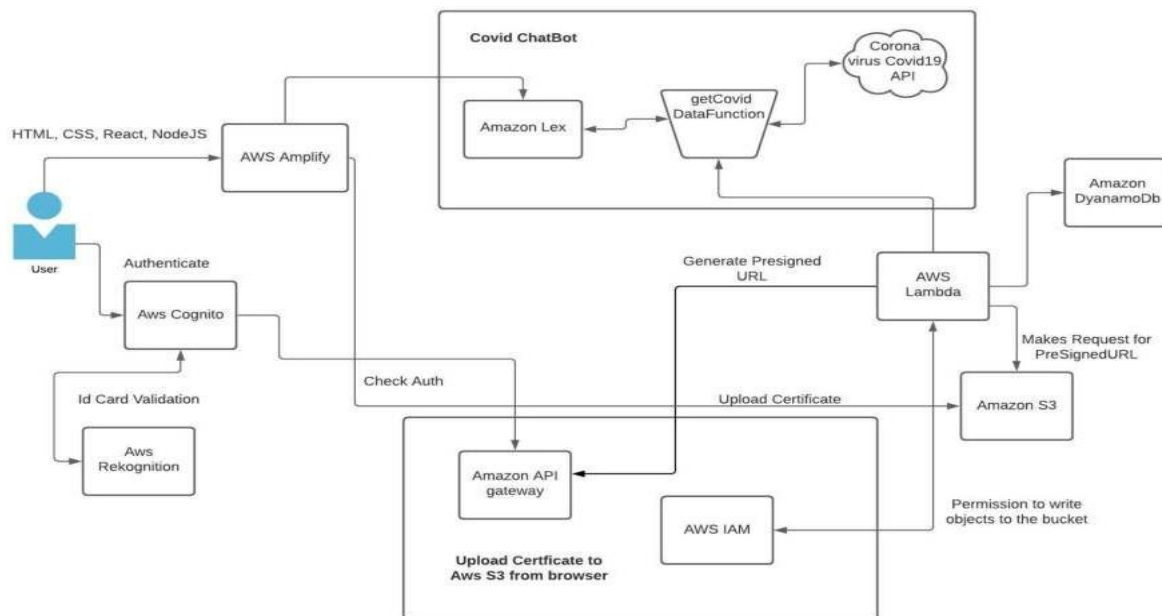 Covid ChatBot
Corona
virus Covid19
API
getCovid
DataFunction
Amazon Lex
HTML, CSS, React, NodeJS
AWS Amplify
Amazon
DyanamoDb
User
Authenticate
Generate Presigned
URL
AWS
Lambda
Aws Cognito
Makes Request for
PreSignedURL
Check Auth
Id Card Validation
Upload Certificate
Amazon S3
Aws
Rekognition
Amazon API
gateway
AWS IAM
Permission to write
objects to the bucket
Upload Certficate to
Aws S3 from browser